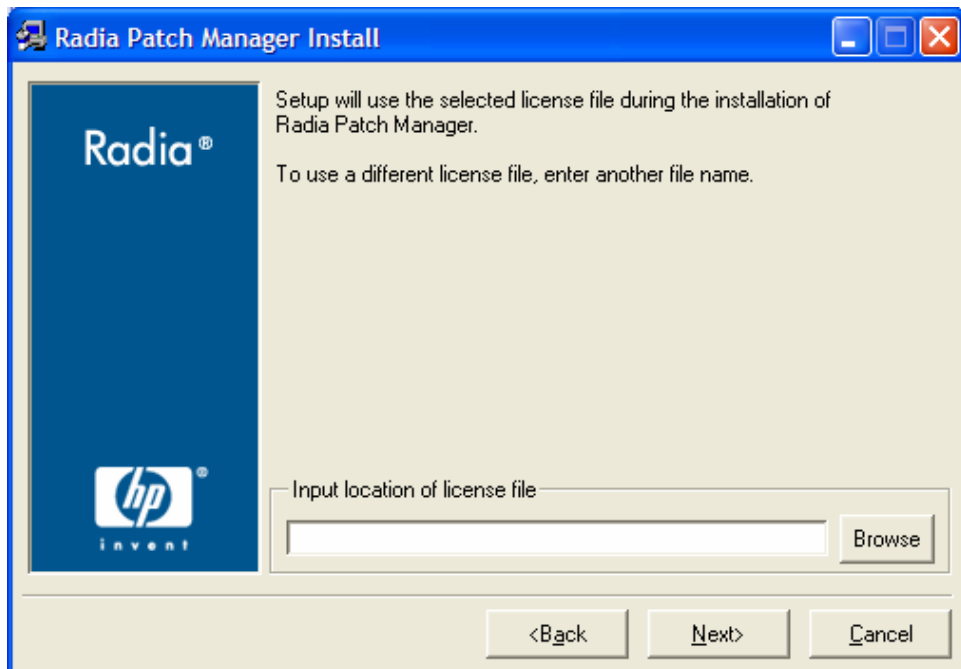 Radia Patch Manager Install
Radia®
Setup will use the selected license file during the installation of
Radia Patch Manager.
To use a different license file, enter another file name.
hp®
invent
Input location of license file
Browse
<Back
Next>
Cancel